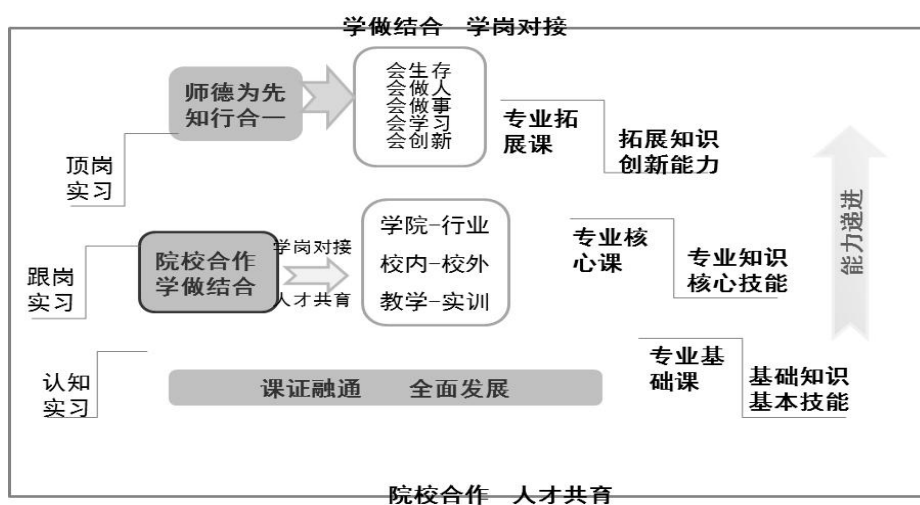 学做结合 学岗对接
师德为先
知行合一
会生存
会做人
会做事
会学习
会创新
专业拓
展课
拓展知识
创新能力
顶岗
实习
能力递进
学院-行业
校内-校外
教学-实训
学岗对接
人才共育
院校合作
学做结合
专业核
心课
专业知识
核心技能
跟岗
实习
专业基
础课
基础知识
基本技能
认知
实习
课证融通 全面发展
院校合作 人才共育